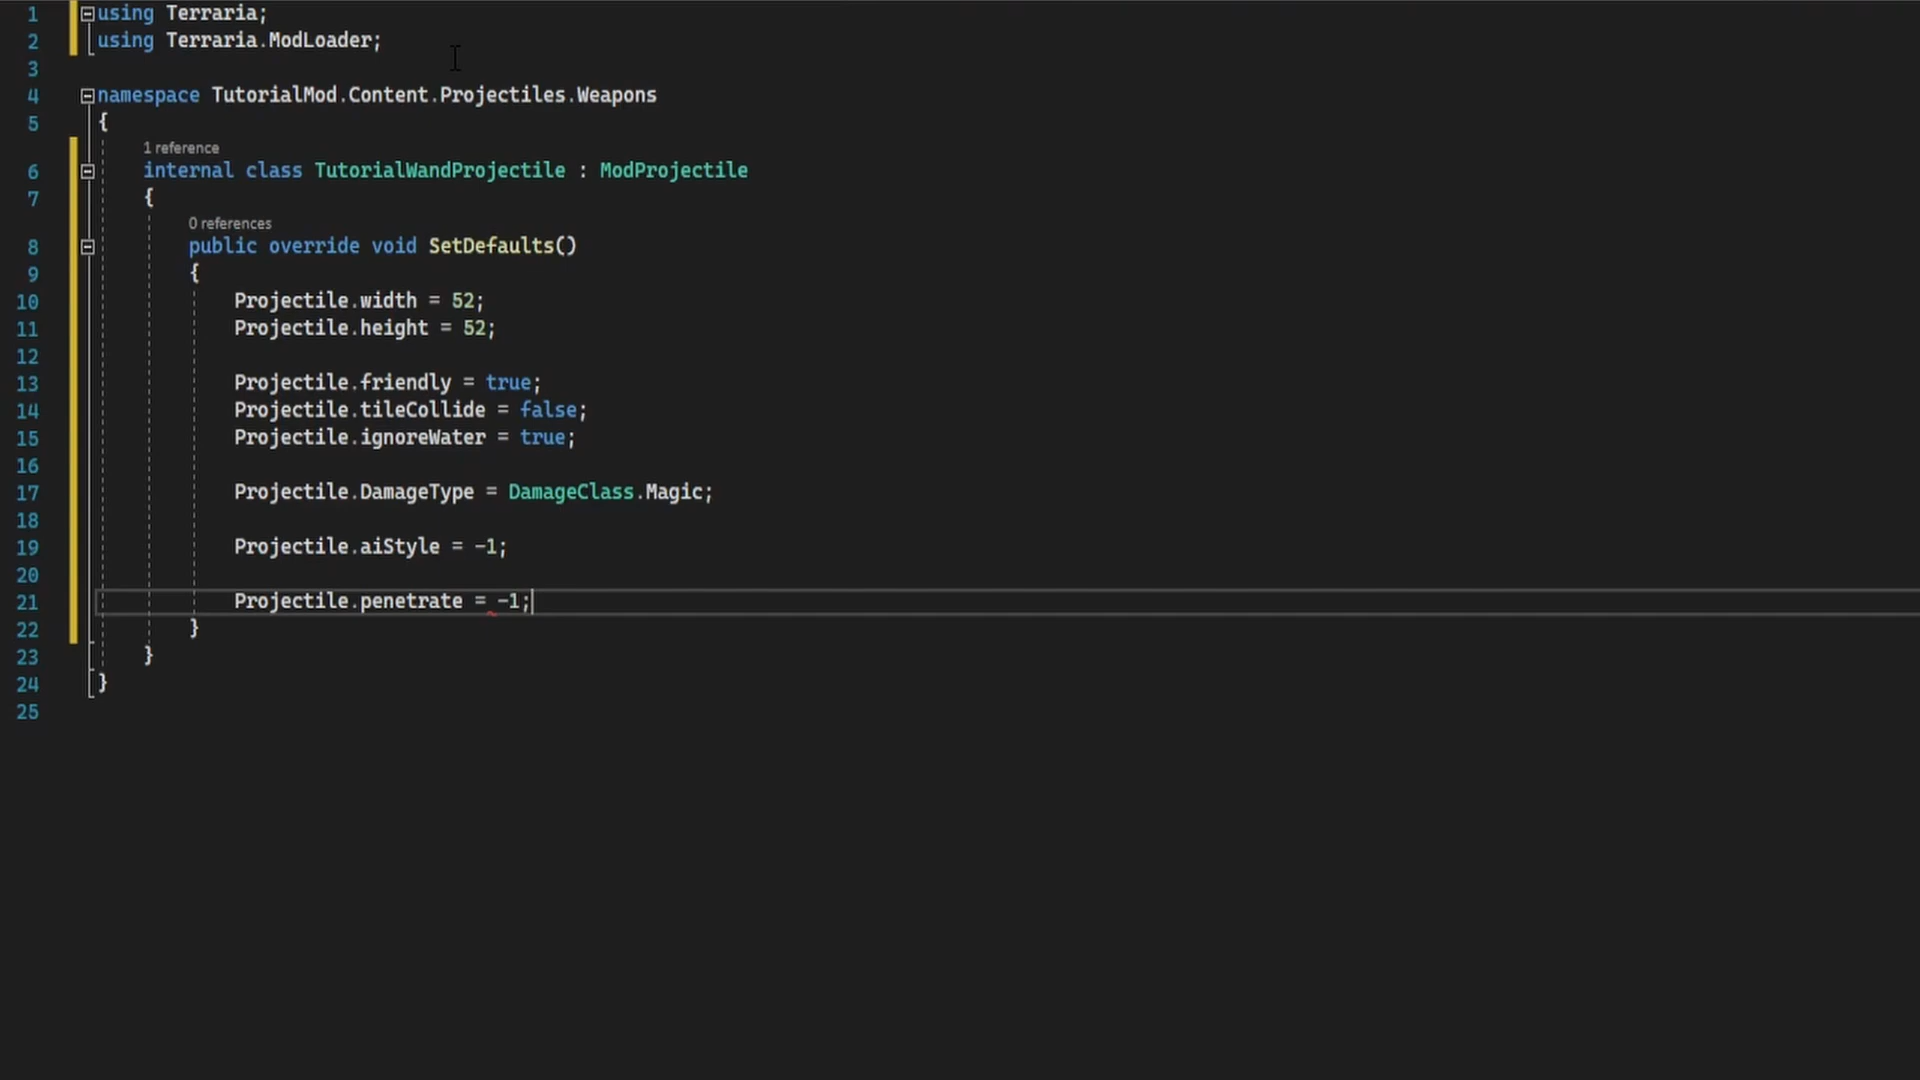 1 using Terraria;
2 using Terraria.ModLoader;
3
4 namespace TutorialMod.Content.Projectiles.Weapons
5 {
1 reference
6 internal class TutorialWandProjectile : ModProjectile
7 {
0 references
8 public override void SetDefaults()
9 {
10 Projectile.width = 52;
11 Projectile.height = 52;
12
13 Projectile.friendly = true;
14 Projectile.tileCollide = false;
15 Projectile.ignoreWater = true;
16
17 Projectile.DamageType = DamageClass.Magic;
18
19 Projectile.aiStyle = -1;
20
21 Projectile.penetrate = -1;
22 }
23 }
24 }
25